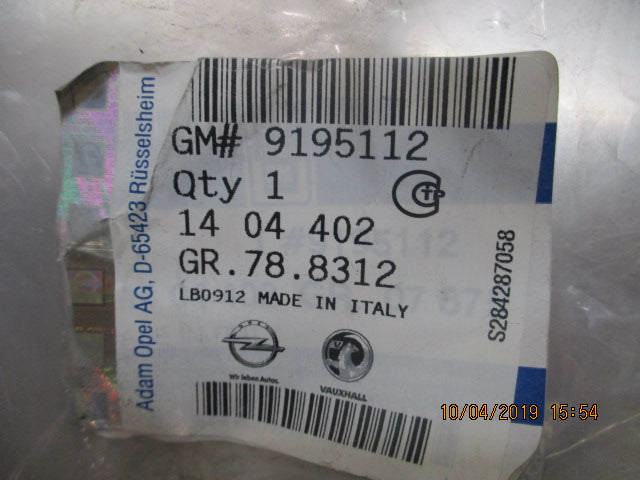 Adam Opel AG, D-65423 Rüsselsheim
GM# 9195112
Qty 1
14 04 402
GR.78.8312
LB0912 MADE IN ITALY
S284287058
wir leben Autos.
VAUXHALL
10/04/2019 15:54